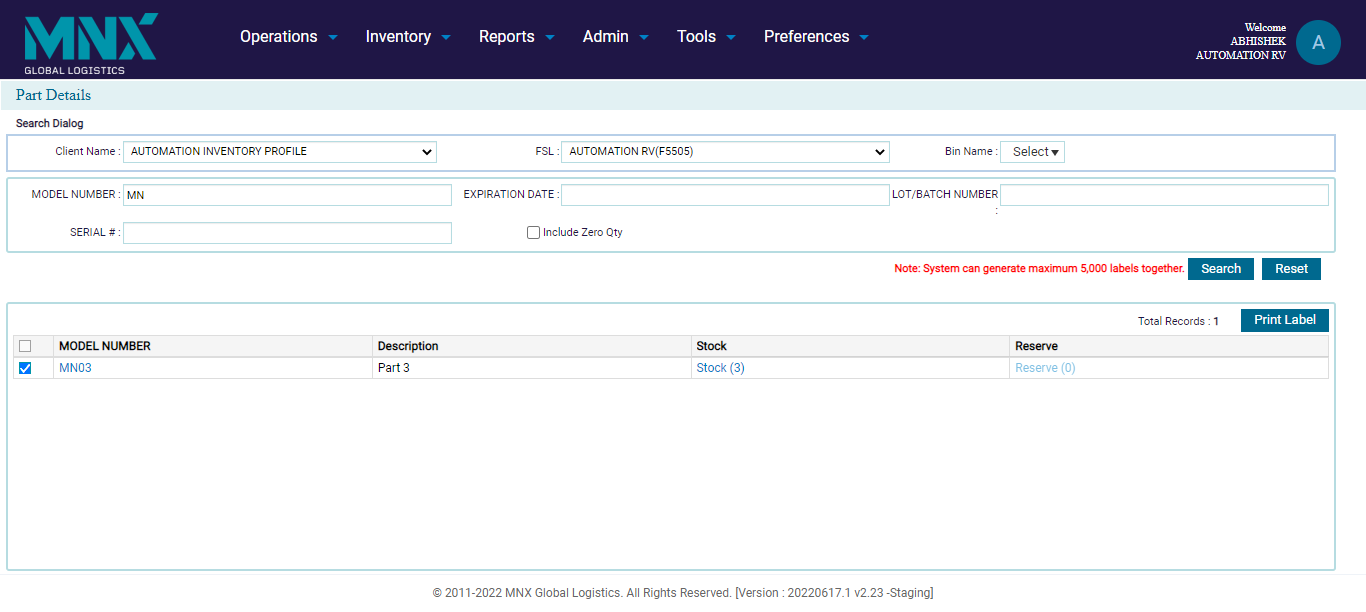 MNX
GLOBAL LOGISTICS
Operations Inventory Reports Admin Tools Preferences
Welcome
ABHISHEK
AUTOMATION RV
A
Part Details
Search Dialog
Client Name : AUTOMATION INVENTORY PROFILE FSL : AUTOMATION RV(F5505) Bin Name : Select
MODEL NUMBER : MN EXPIRATION DATE : LOT/BATCH NUMBER
:
SERIAL # : Include Zero Qty
Note: System can generate maximum 5,000 labels together. Search Reset
Total Records : 1 Print Label
MODEL NUMBER Description Stock Reserve
MN03 Part 3 Stock (3) Reserve (0)
© 2011-2022 MNX Global Logistics. All Rights Reserved. [Version : 20220617.1 v2.23 -Staging]